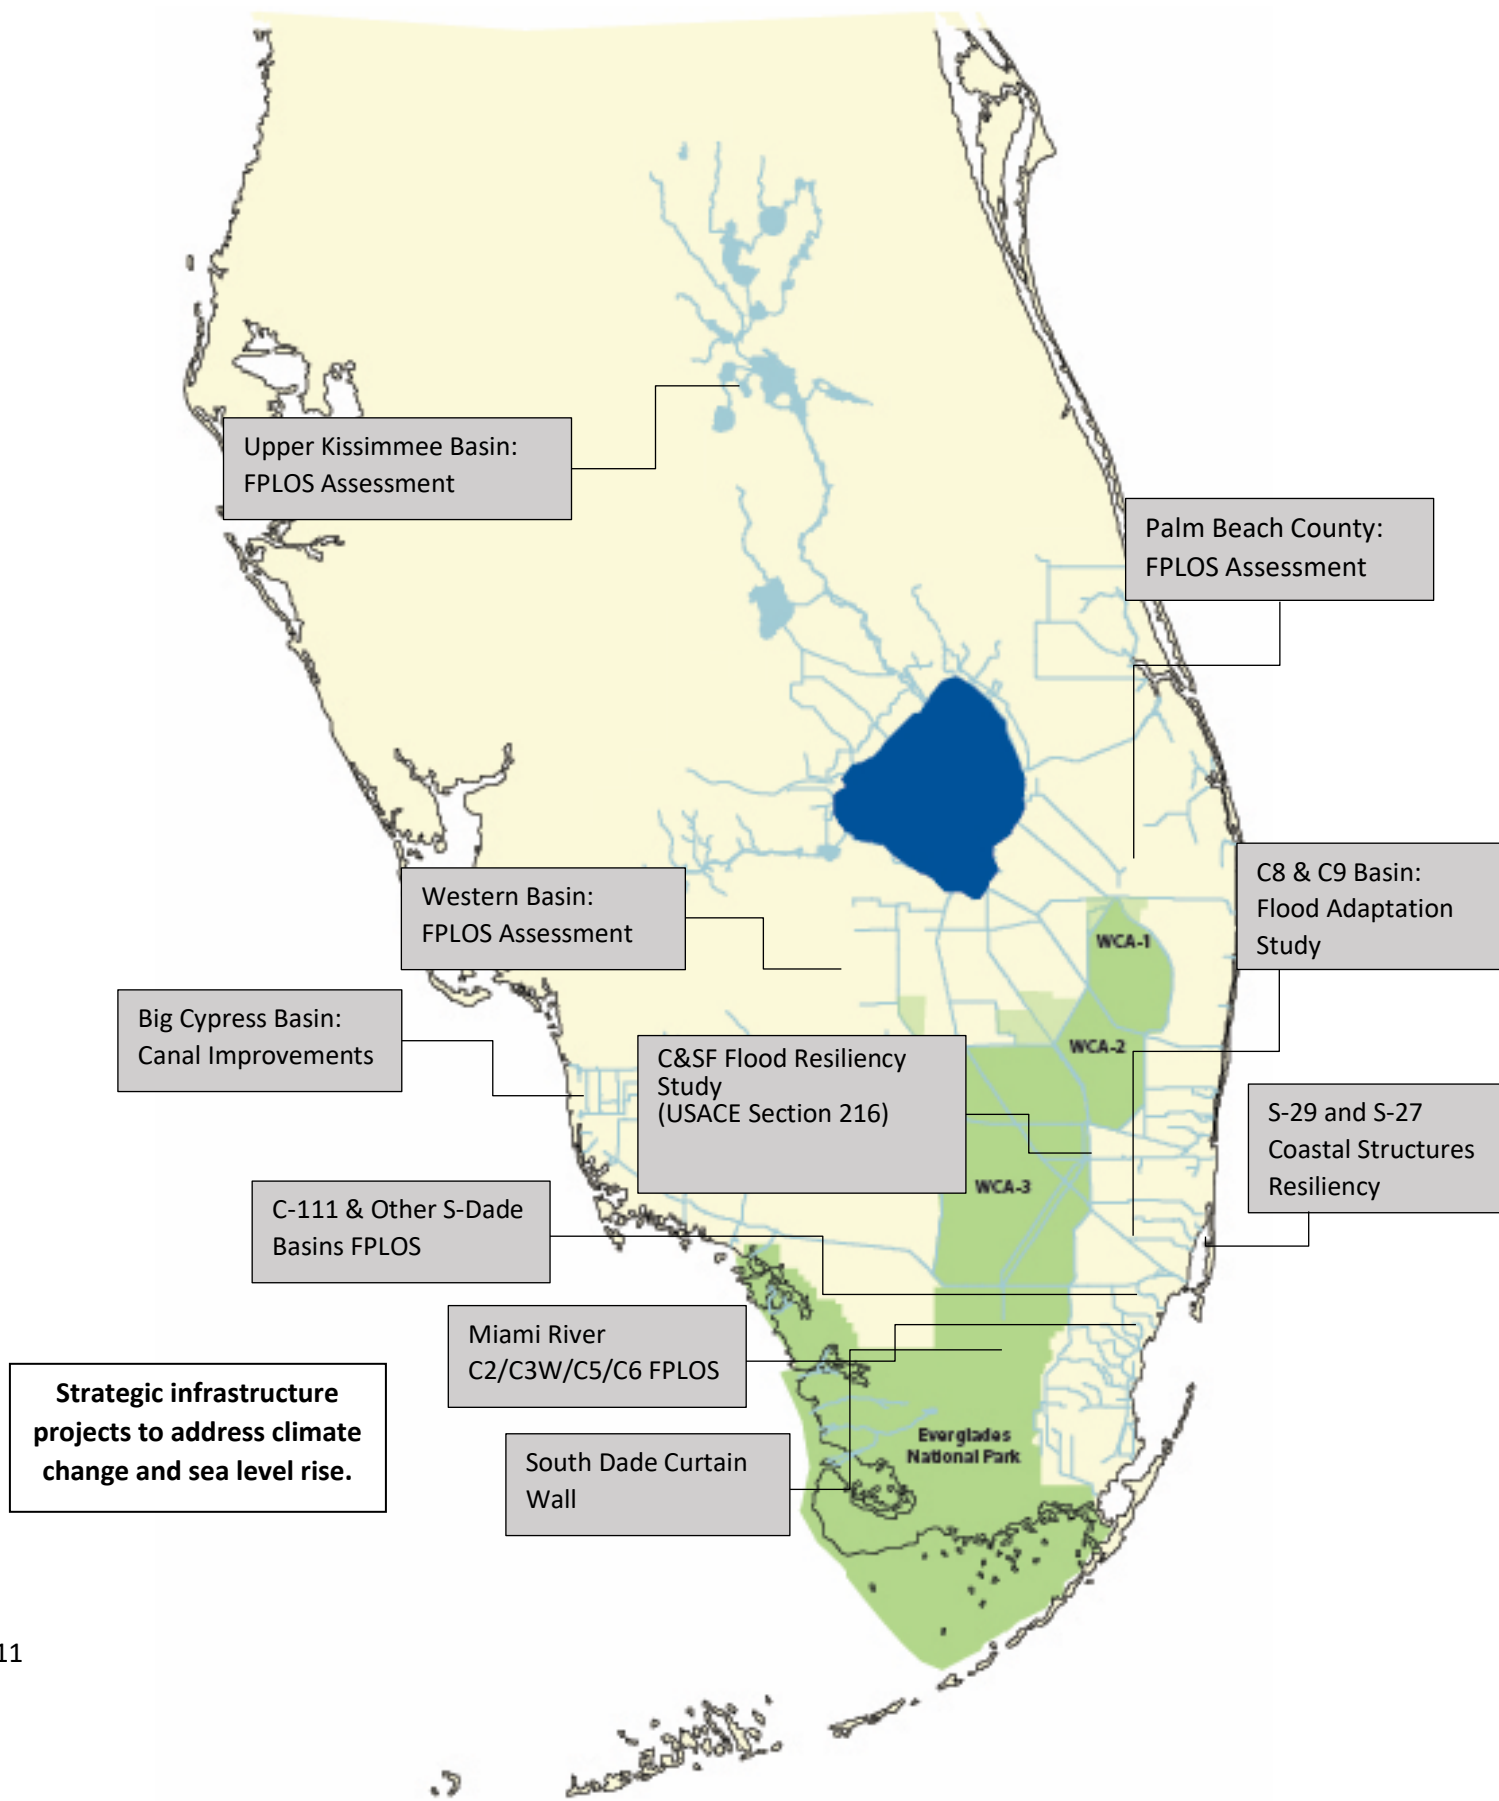 Upper Kissimmee Basin:
FPLOS Assessment
Palm Beach County:
FPLOS Assessment
Western Basin:
FPLOS Assessment
C8 & C9 Basin:
Flood Adaptation
Study
WCA-1
Big Cypress Basin:
Canal Improvements
C&SF Flood Resiliency
Study
(USACE Section 216)
WCA-2
S-29 and S-27
Coastal Structures
Resiliency
WCA-3
C-111 & Other S-Dade
Basins FPLOS
Miami River
C2/C3W/C5/C6 FPLOS
Strategic infrastructure
projects to address climate
change and sea level rise.
Everglades
National Park
South Dade Curtain
Wall
11